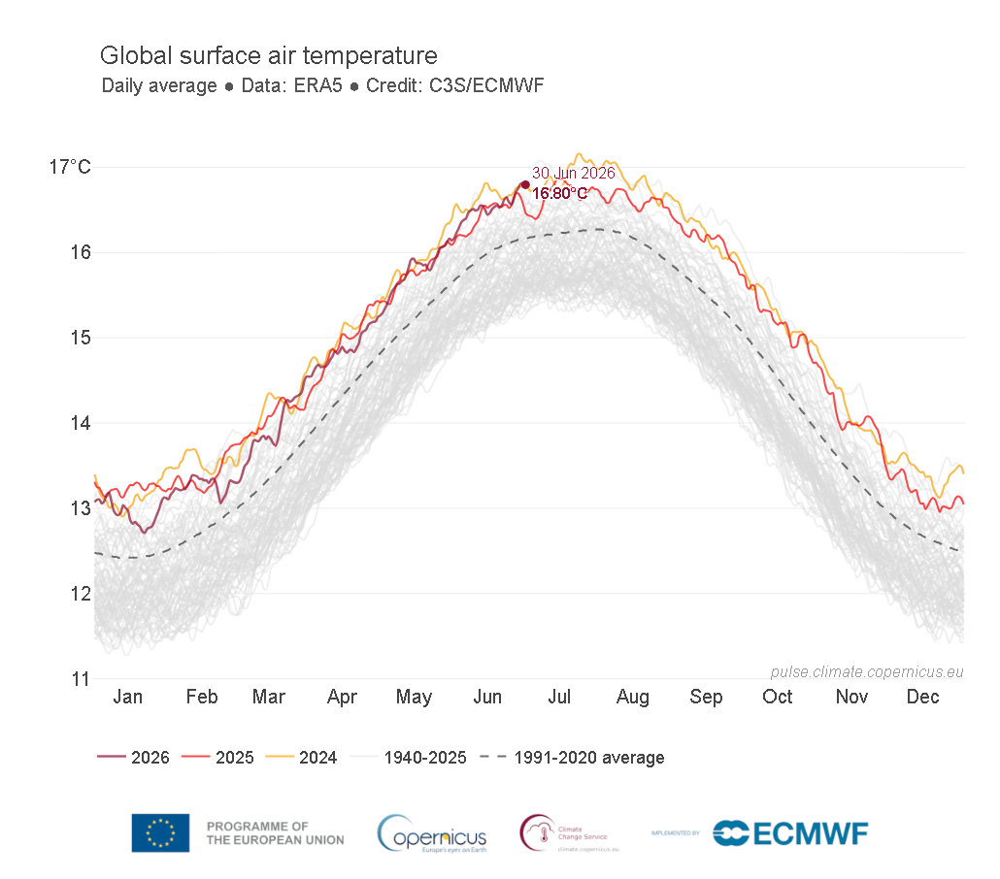 Global surface air temperature
Daily average ● Data: ERA5 ● Credit: C3S/ECMWF
17°C
30 Jun 2026
16.80°C
16
15
14
13
12
11
pulse.climate.copernicus.eu
Jan Feb Mar Apr May Jun Jul Aug Sep Oct Nov Dec
2026 2025 2024 1940-2025 1991-2020 average
PROGRAMME OF
THE EUROPEAN UNION
opernicus
Europe's eyes on Earth
Climate
Change Service
climate.copernicus.eu
IMPLEMENTED BY
ECMWF